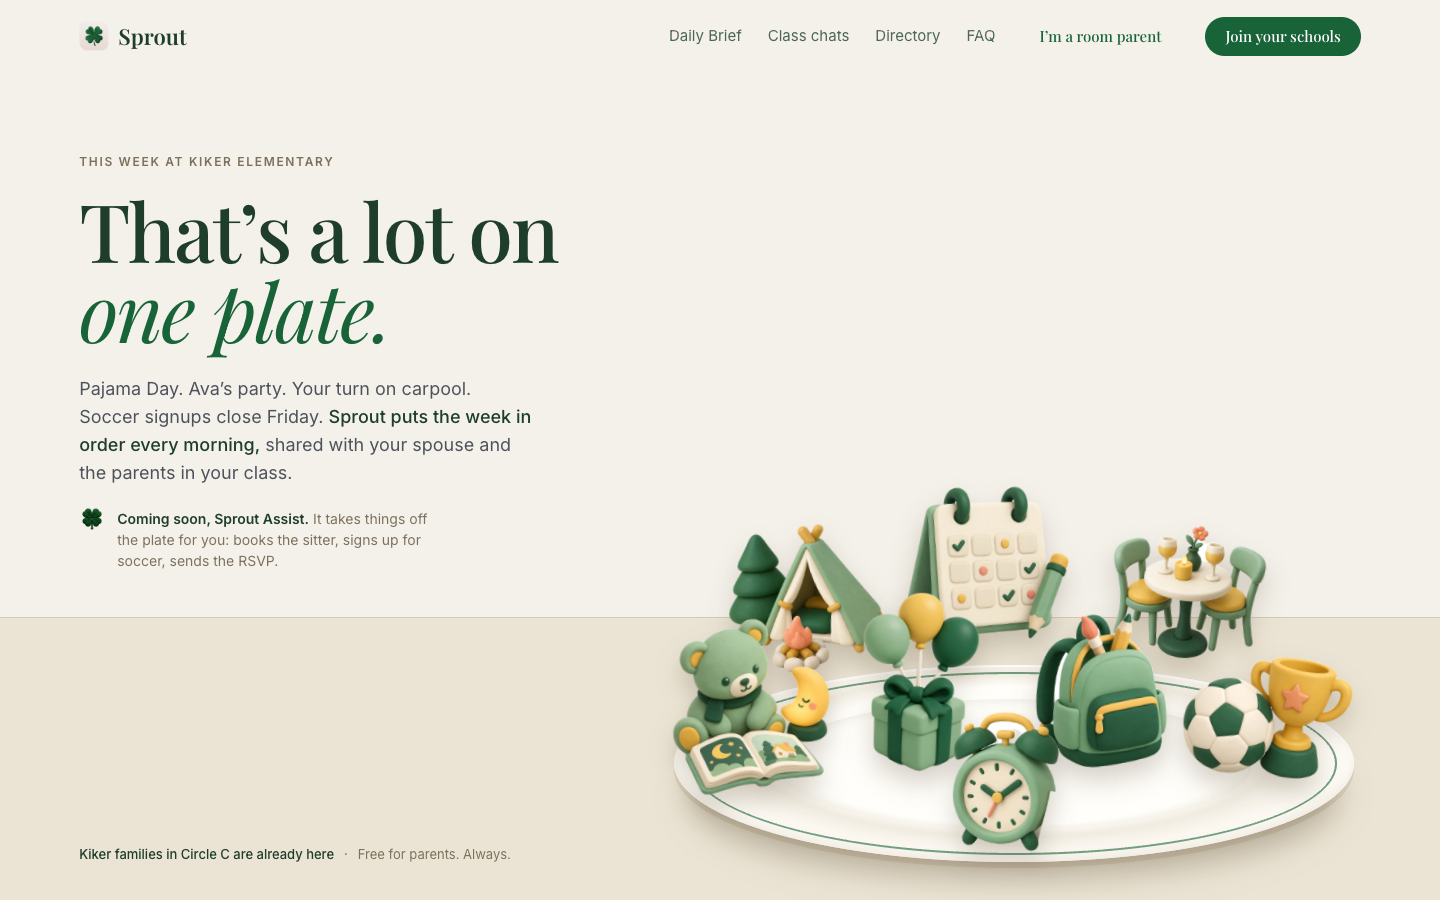 Sprout
Daily Brief
Class chats
Directory
FAQ
I’m a room parent
Join your schools
THIS WEEK AT KIKER ELEMENTARY
That’s a lot on
one plate.
Pajama Day. Ava’s party. Your turn on carpool.
Soccer signups close Friday. Sprout puts the week in
order every morning, shared with your spouse and
the parents in your class.
Coming soon, Sprout Assist. It takes things off
the plate for you: books the sitter, signs up for
soccer, sends the RSVP.
Kiker families in Circle C are already here · Free for parents. Always.